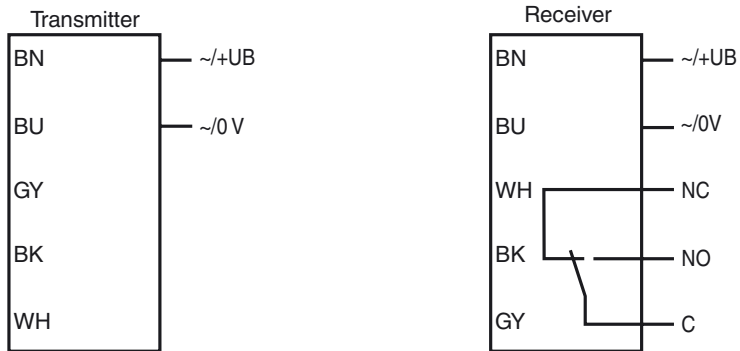 Transmitter
BN ~/+UB
BU ~/0 V
GY
BK
WH
Receiver
BN ~/+UB
BU ~/0V
WH NC
BK NO
GY C